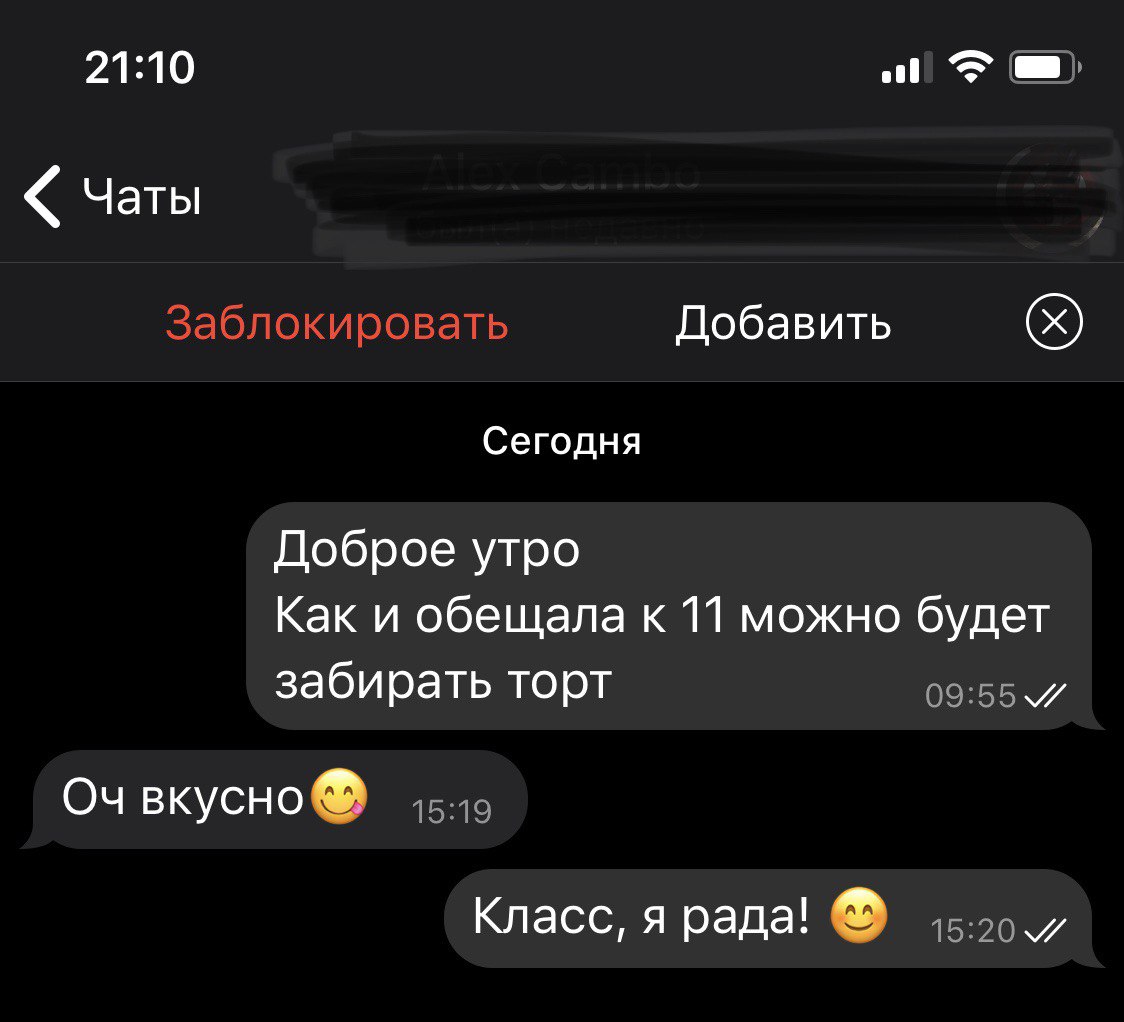 21:10
Чаты
Заблокировать
Добавить
Сегодня
Доброе утро
Как и обещала к 11 можно будет
забирать торт
09:55
Оч вкусно😋
15:19
Класс, я рада! 😊
15:20